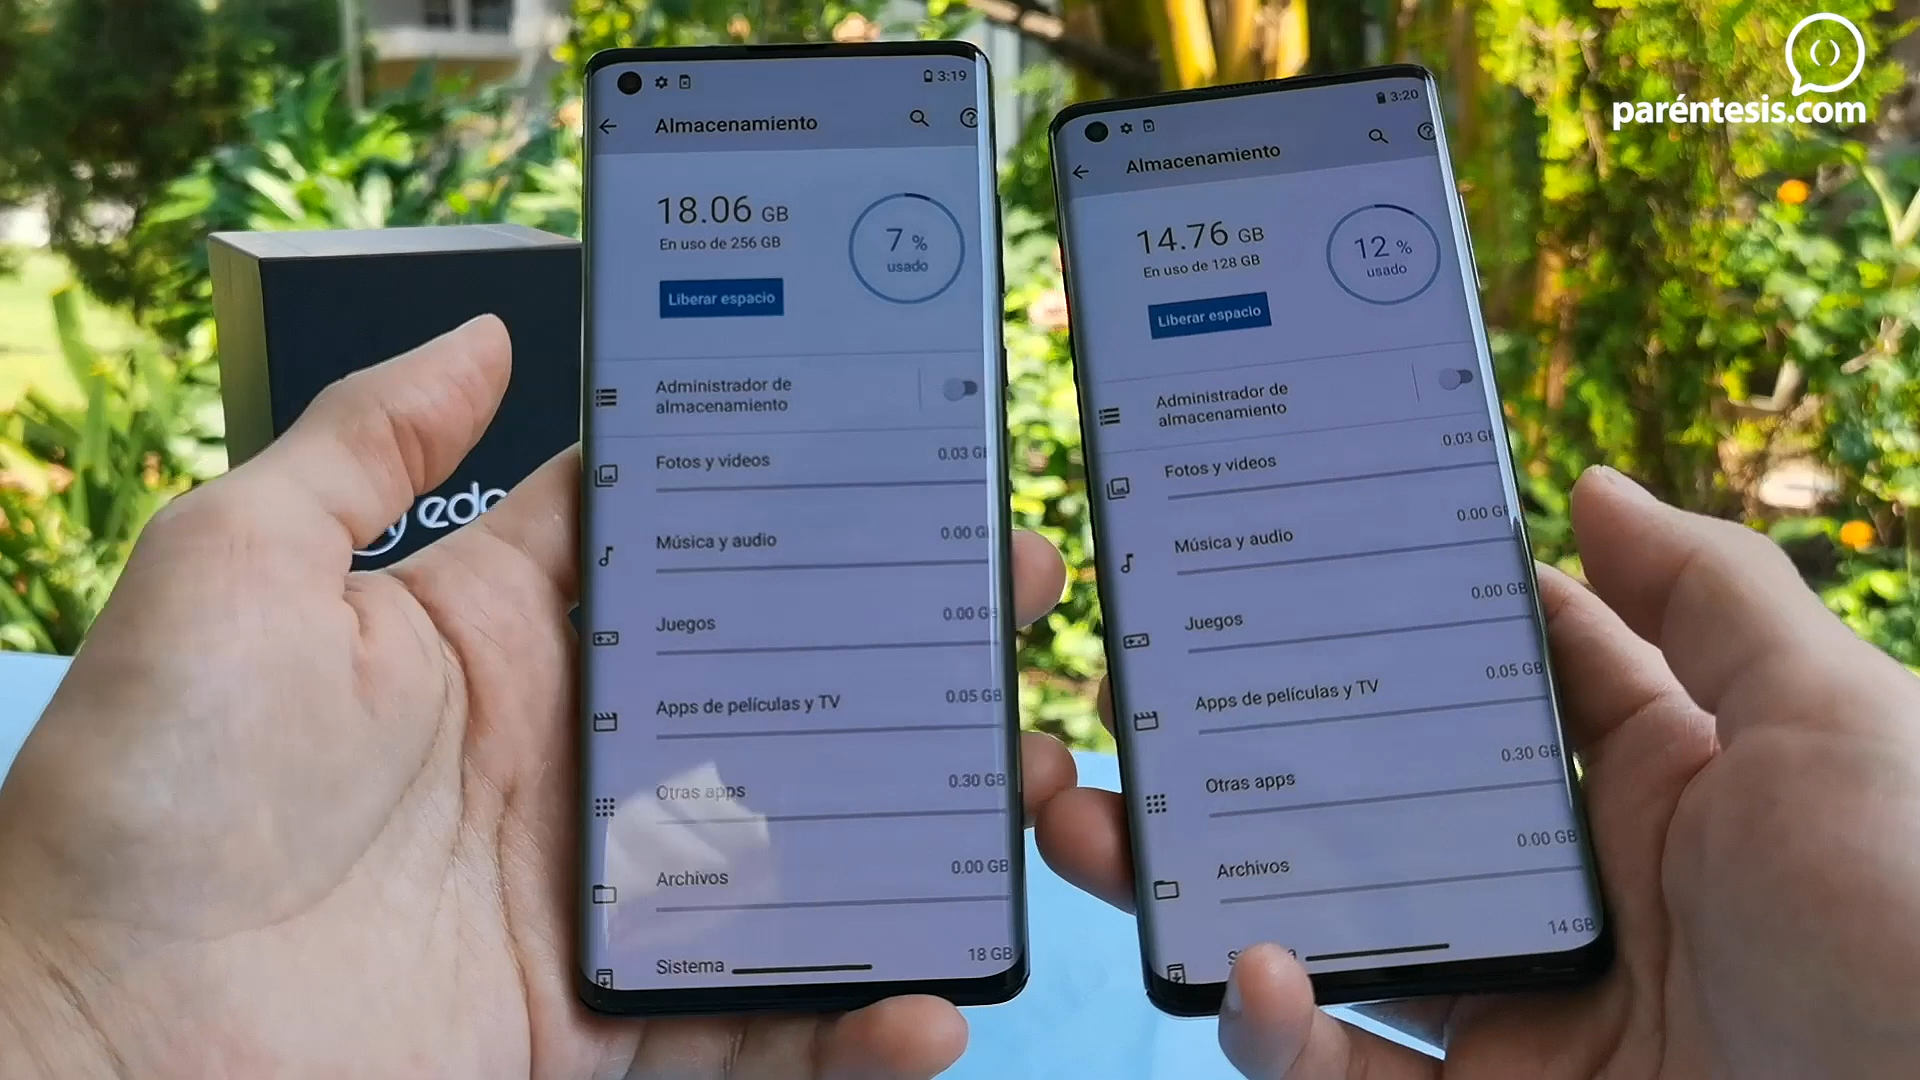 paréntesis.com
edge
3:19
Almacenamiento
18.06 GB
En uso de 256 GB
7 %
usado
Liberar espacio
Administrador de
almacenamiento
Fotos y videos
0.03 GB
Música y audio
0.00 GB
Juegos
0.00 GB
Apps de películas y TV
0.05 GB
Otras apps
0.30 GB
Archivos
0.00 GB
Sistema
18 GB
3:20
Almacenamiento
14.76 GB
En uso de 128 GB
12 %
usado
Liberar espacio
Administrador de
almacenamiento
Fotos y videos
0.03 GB
Música y audio
0.00 GB
Juegos
0.00 GB
Apps de películas y TV
0.05 GB
Otras apps
0.30 GB
Archivos
0.00 GB
14 GB